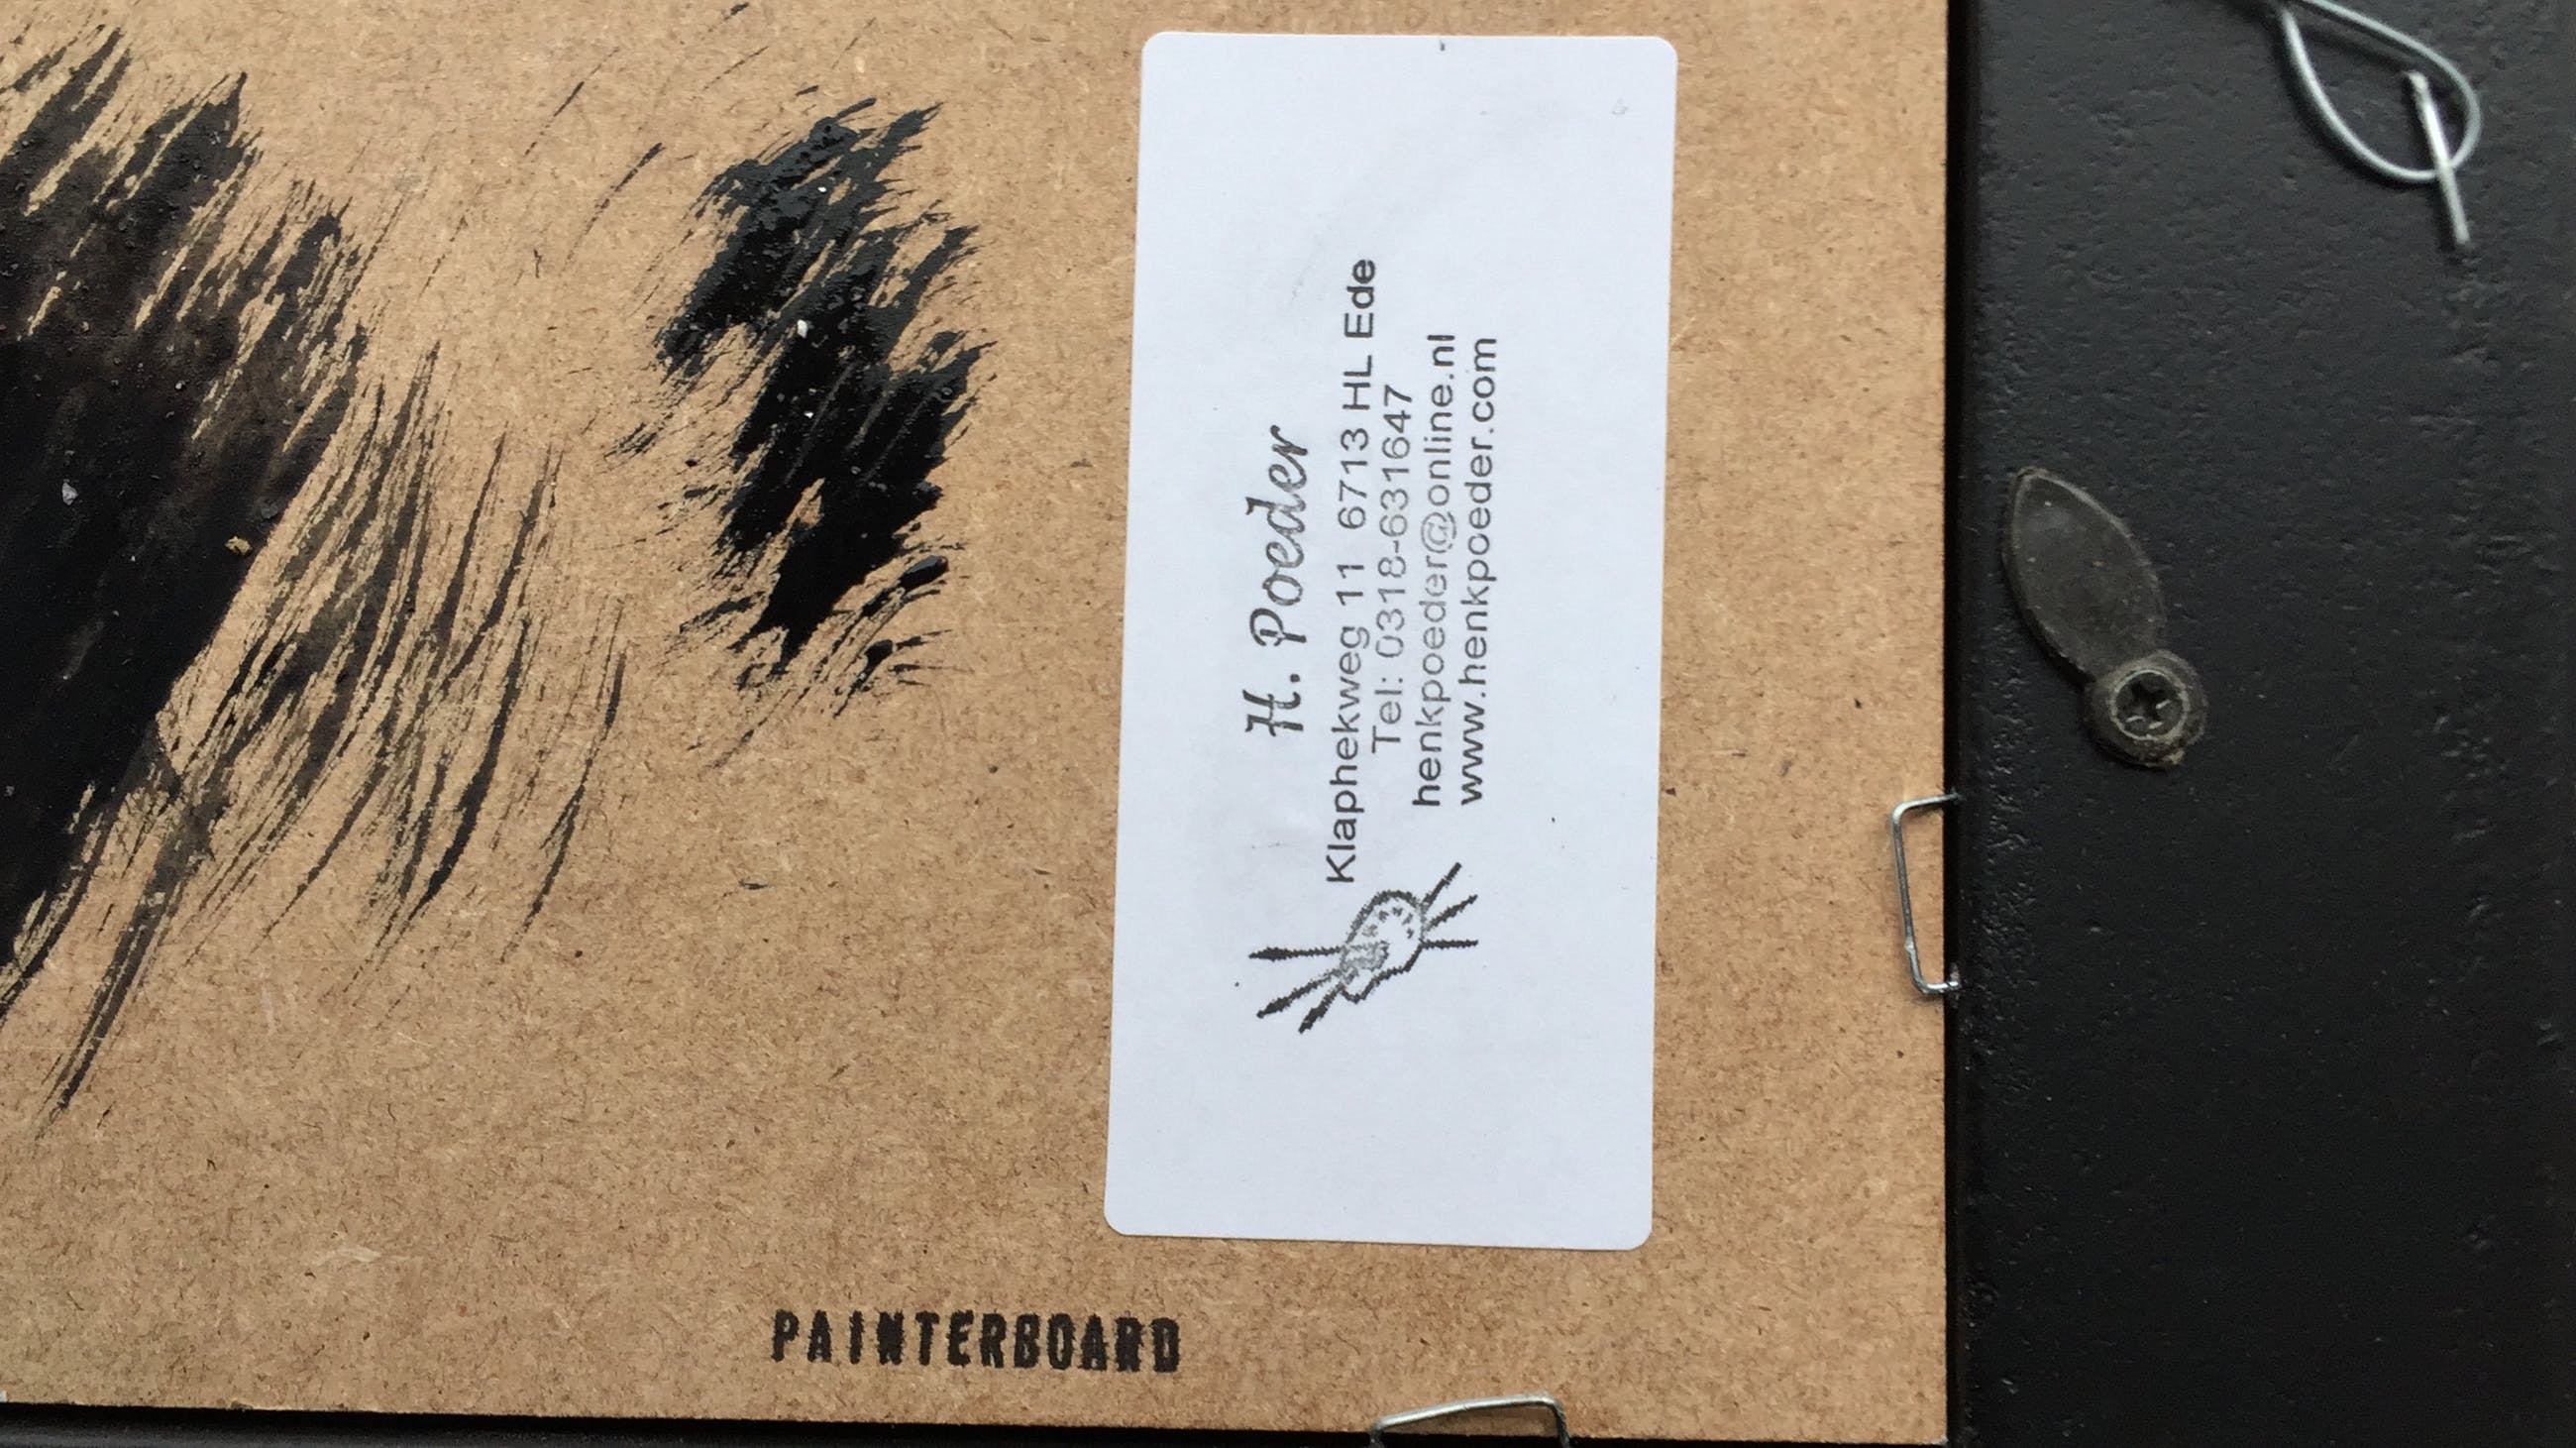 H. Poeder
Klaphekweg 11 6713 HL Ede
Tel: 0318-631647
henkpoeder@online.nl
www.henkpoeder.com
PAINTERBOARD